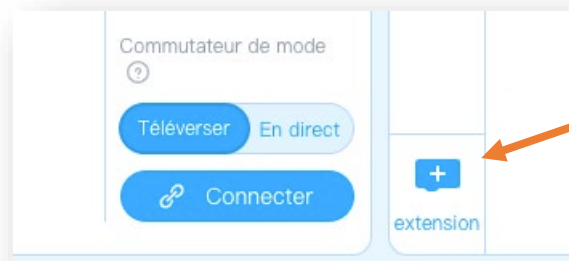 Commutateur de mode
?
Téléverser En direct
Connecter
extension